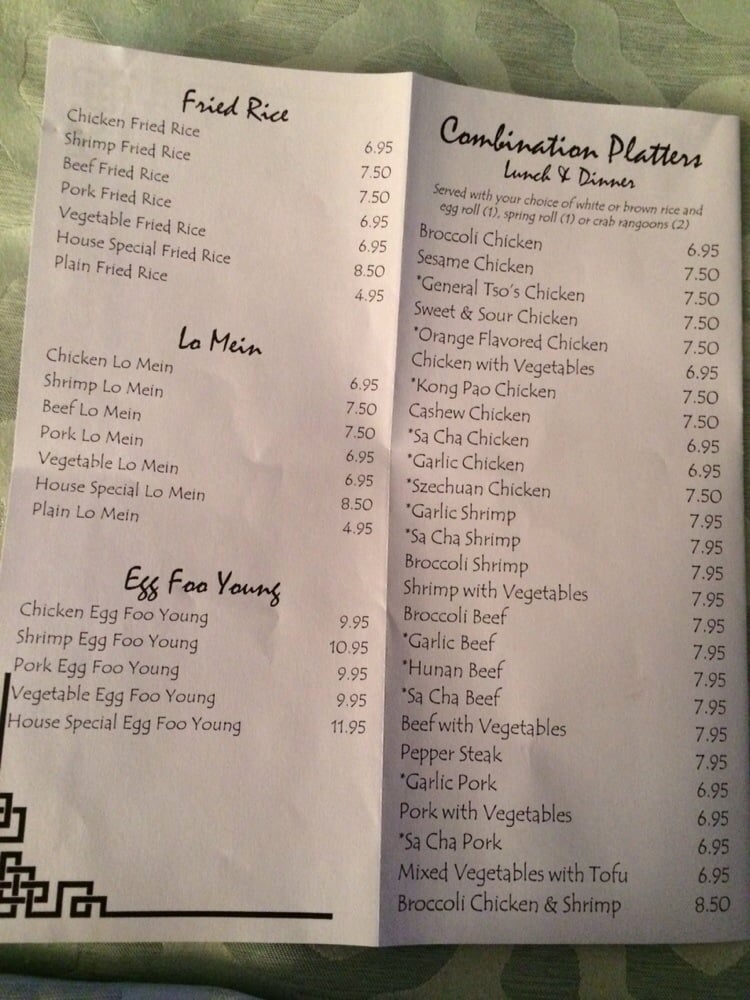 Fried Rice
Chicken Fried Rice 6.95
Shrimp Fried Rice 7.50
Beef Fried Rice 7.50
Pork Fried Rice 6.95
Vegetable Fried Rice 6.95
House Special Fried Rice 8.50
Plain Fried Rice 4.95
Lo Mein
Chicken Lo Mein 6.95
Shrimp Lo Mein 7.50
Beef Lo Mein 7.50
Pork Lo Mein 6.95
Vegetable Lo Mein 6.95
House Special Lo Mein 8.50
Plain Lo Mein 4.95
Egg Foo Young
Chicken Egg Foo Young 9.95
Shrimp Egg Foo Young 10.95
Pork Egg Foo Young 9.95
Vegetable Egg Foo Young 9.95
House Special Egg Foo Young 11.95
Combination Platters
Lunch & Dinner
Served with your choice of white or brown rice and
egg roll (1), spring roll (1) or crab rangoons (2)
Broccoli Chicken 6.95
Sesame Chicken 7.50
*General Tso's Chicken 7.50
Sweet & Sour Chicken 7.50
*Orange Flavored Chicken 7.50
Chicken with Vegetables 6.95
*Kong Pao Chicken 7.50
Cashew Chicken 7.50
*Sa Cha Chicken 6.95
*Garlic Chicken 6.95
*Szechuan Chicken 7.50
*Garlic Shrimp 7.95
*Sa Cha Shrimp 7.95
Broccoli Shrimp 7.95
Shrimp with Vegetables 7.95
Broccoli Beef 7.95
*Garlic Beef 7.95
*Hunan Beef 7.95
*Sa Cha Beef 7.95
Beef with Vegetables 7.95
Pepper Steak 7.95
*Garlic Pork 6.95
Pork with Vegetables 6.95
*Sa Cha Pork 6.95
Mixed Vegetables with Tofu 6.95
Broccoli Chicken & Shrimp 8.50